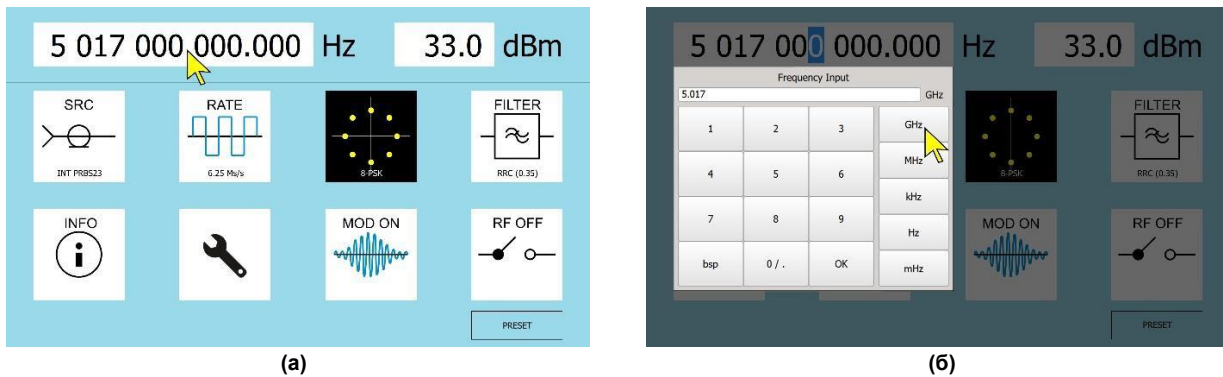 5 017 000 000.000 Hz 33.0 dBm
SRC RATE FILTER
INT PRBS23 6.25 Ms/s 8-PSK RRC (0.35)
INFO MOD ON RF OFF
PRESET
(а)
5 017 000 000.000 Hz 33.0 dBm
Frequency Input
5.017 GHz
1 2 3 GHz
MHz
4 5 6
kHz
7 8 9
Hz
bsp 0 / . OK mHz
FILTER
8-PSK RRC (0.35)
MOD ON RF OFF
PRESET
(б)